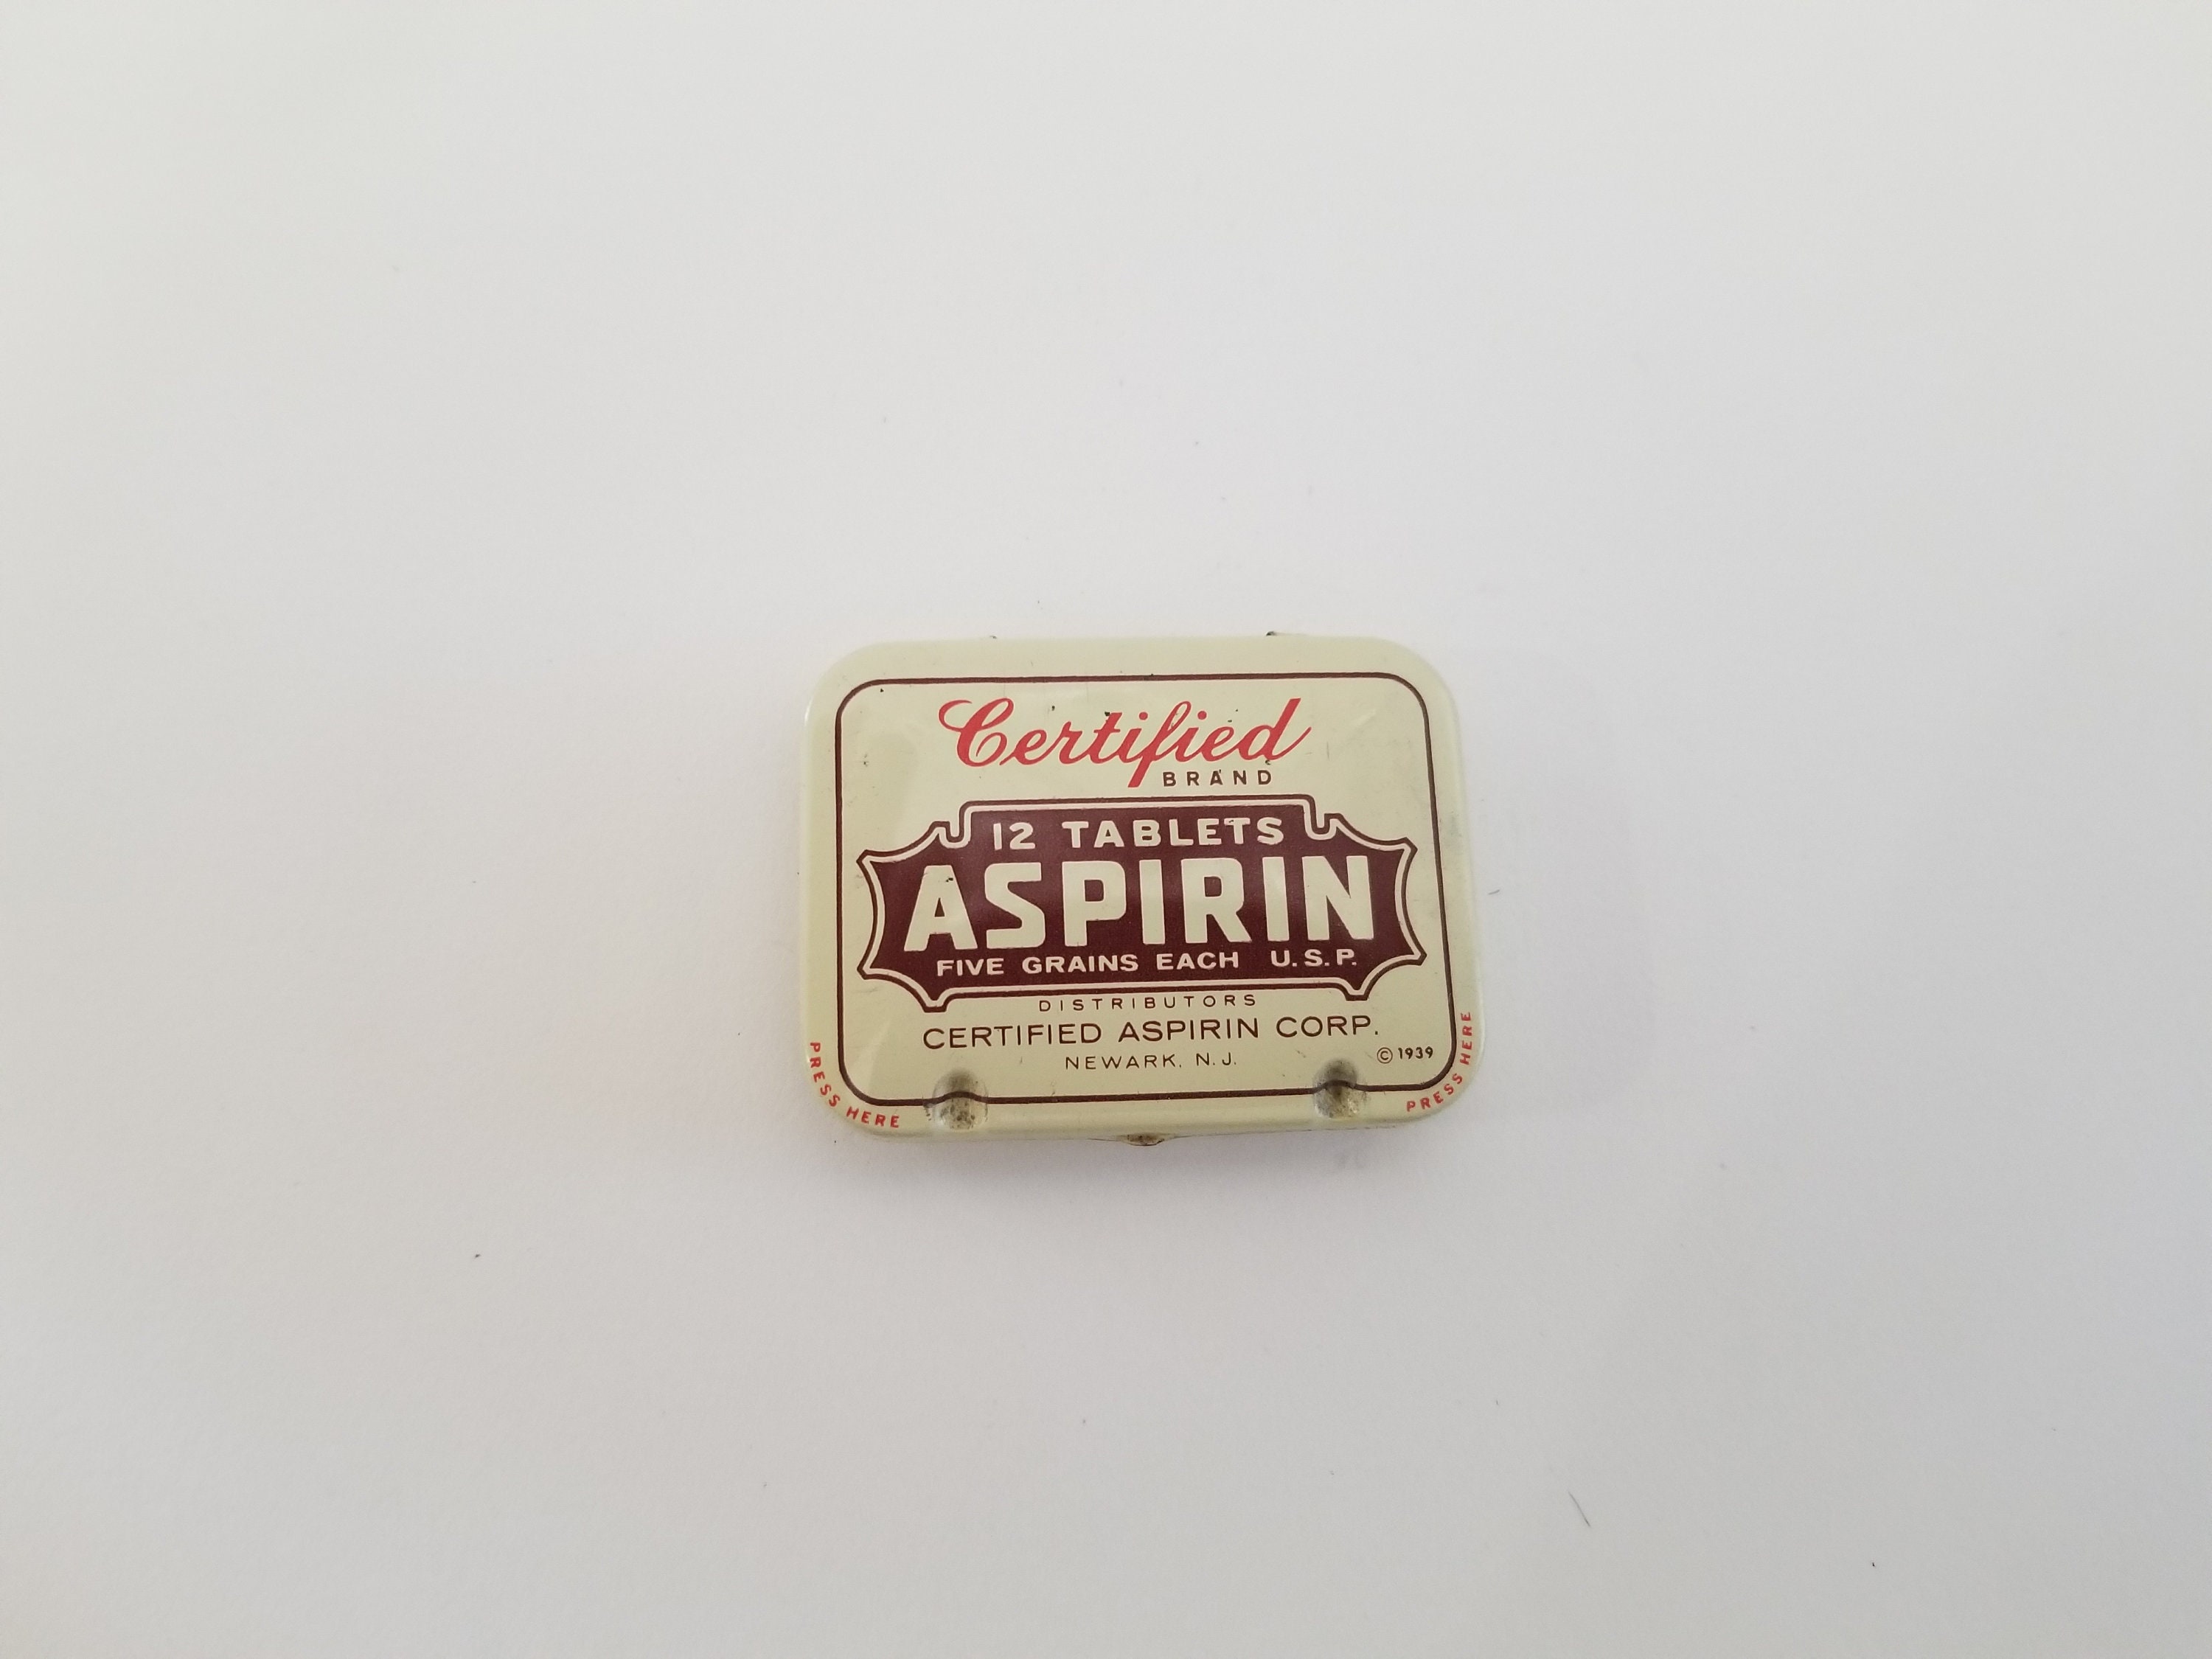 Certified
BRAND
12 TABLETS
ASPIRIN
FIVE GRAINS EACH U.S.P.
DISTRIBUTORS
CERTIFIED ASPIRIN CORP.
NEWARK, N.J.
© 1939
PRESS HERE
PRESS HERE